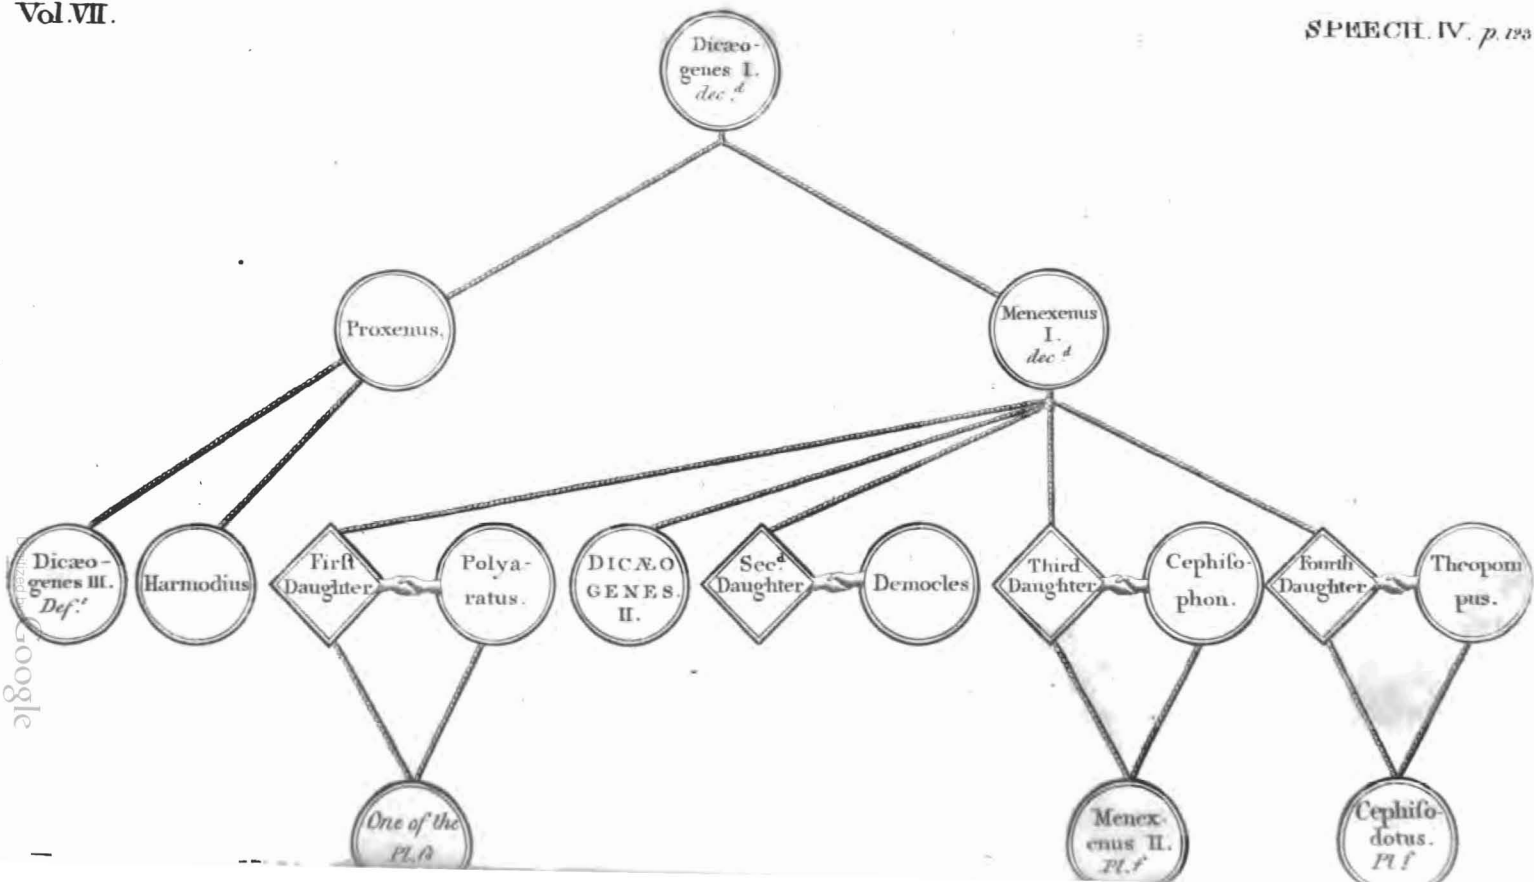 Vol.VII.
SPEECH. IV. p. 123
Dicæo-
genes I.
dec.d
Proxenus.
Menexenus
I.
dec d
Dicæo-
genes III.
Def.t
Harmodius
Firſt
Daughter
Polya-
ratus.
DICÆO
GENES.
II.
Sec.d
Daughter
Democles
Third
Daughter
Cephiſo-
phon.
Fourth
Daughter
Theopom
pus.
One of the
Menex-
enus II.
Pl.f
Cephiſo-
dotus.
Pl f
Google